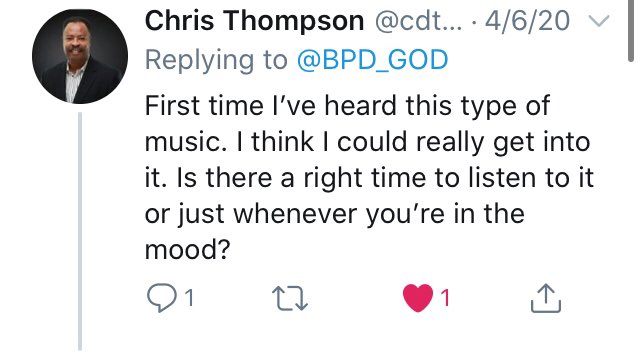 Chris Thompson @cdt... · 4/6/20
Replying to @BPD_GOD
First time I’ve heard this type of
music. I think I could really get into
it. Is there a right time to listen to it
or just whenever you’re in the
mood?
1 1